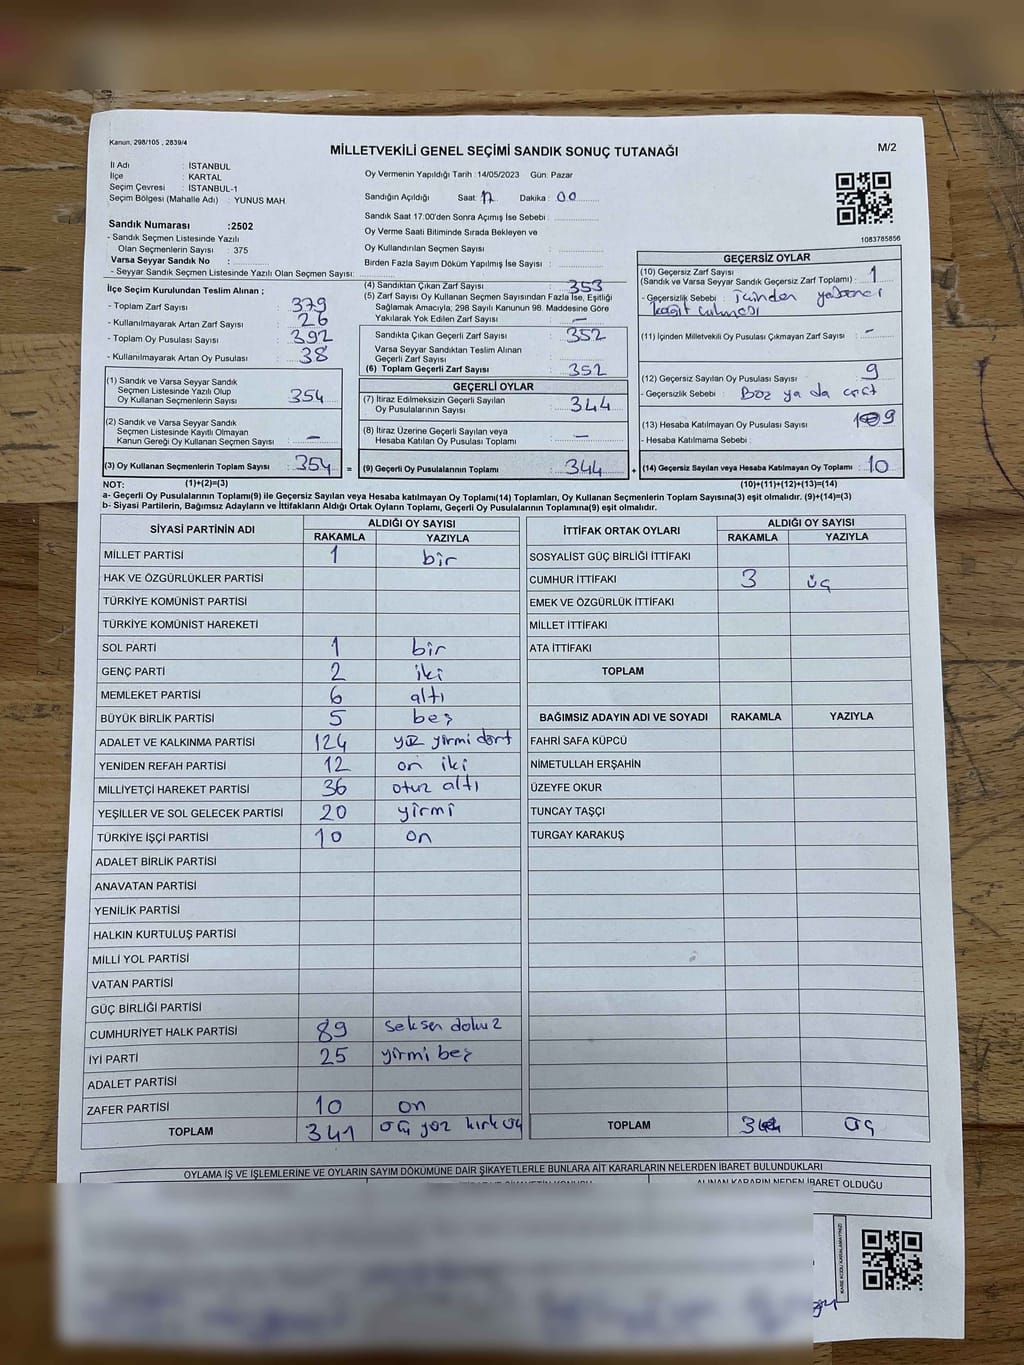 Kanun, 298/105 , 2839/4
MİLLETVEKİLİ GENEL SEÇİMİ SANDIK SONUÇ TUTANAĞI
M/2
İl Adı : İSTANBUL
İlçe : KARTAL
Seçim Çevresi : İSTANBUL-1
Seçim Bölgesi (Mahalle Adı) : YUNUS MAH
Oy Vermenin Yapıldığı Tarih : 14/05/2023 Gün: Pazar
Sandığın Açıldığı Saat: 17 Dakika : 00
Sandık Saat 17:00'den Sonra Açımış İse Sebebi :
Oy Verme Saati Bitiminde Sırada Bekleyen ve
Oy Kullandırılan Seçmen Sayısı :
Birden Fazla Sayım Döküm Yapılmış İse Sayısı :
1083785856
Sandık Numarası :2502
- Sandık Seçmen Listesinde Yazılı
Olan Seçmenlerin Sayısı : 375
Varsa Seyyar Sandık No :
- Seyyar Sandık Seçmen Listesinde Yazılı Olan Seçmen Sayısı:
İlçe Seçim Kurulundan Teslim Alınan ;
- Toplam Zarf Sayısı : 379
- Kullanılmayarak Artan Zarf Sayısı : 26
- Toplam Oy Pusulası Sayısı : 392
- Kullanılmayarak Artan Oy Pusulası : 38
(1) Sandık ve Varsa Seyyar Sandık
Seçmen Listesinde Yazılı Olup
Oy Kullanan Seçmenlerin Sayısı : 354
(2) Sandık ve Varsa Seyyar Sandık
Seçmen Listesinde Kayıtlı Olmayan
Kanun Gereği Oy Kullanan Seçmen Sayısı : –
(3) Oy Kullanan Seçmenlerin Toplam Sayısı : 354 =
(4) Sandıktan Çıkan Zarf Sayısı : 353
(5) Zarf Sayısı Oy Kullanan Seçmen Sayısından Fazla İse, Eşitliği
Sağlamak Amacıyla, 298 Sayılı Kanunun 98. Maddesine Göre
Yakılarak Yok Edilen Zarf Sayısı : –
Sandıkta Çıkan Geçerli Zarf Sayısı : 352
Varsa Seyyar Sandıktan Teslim Alınan
Geçerli Zarf Sayısı :
(6) Toplam Geçerli Zarf Sayısı : 352
GEÇERLİ OYLAR
(7) İtiraz Edilmeksizin Geçerli Sayılan
Oy Pusulalarının Sayısı : 344
(8) İtiraz Üzerine Geçerli Sayılan veya
Hesaba Katılan Oy Pusulası Toplamı : –
(9) Geçerli Oy Pusulalarının Toplamı : 344 +
GEÇERSİZ OYLAR
(10) Geçersiz Zarf Sayısı
(Sandık ve Varsa Seyyar Sandık Geçersiz Zarf Toplamı) : 1
- Geçersizlik Sebebi : içinden yabancı
kağıt çıkması
(11) İçinden Milletvekili Oy Pusulası Çıkmayan Zarf Sayısı : -
(12) Geçersiz Sayılan Oy Pusulası Sayısı : 9
- Geçersizlik Sebebi : Boz ya da çift
(13) Hesaba Katılmayan Oy Pusulası Sayısı : 9
- Hesaba Katılmama Sebebi :
(14) Geçersiz Sayılan veya Hesaba Katılmayan Oy Toplamı : 10
NOT: (1)+(2)=(3) (10)+(11)+(12)+(13)=(14)
a- Geçerli Oy Pusulalarının Toplamı(9) ile Geçersiz Sayılan veya Hesaba katılmayan Oy Toplamı(14) Toplamları, Oy Kullanan Seçmenlerin Toplam Sayısına(3) eşit olmalıdır. (9)+(14)=(3)
b- Siyasi Partilerin, Bağımsız Adayların ve İttifakların Aldığı Oyların Toplamı, Geçerli Oy Pusulalarının Toplamına(9) eşit olmalıdır.
SİYASİ PARTİNİN ADI ALDIĞI OY SAYISI
RAKAMLA YAZIYLA
MİLLET PARTİSİ 1 bir
HAK VE ÖZGÜRLÜKLER PARTİSİ
TÜRKİYE KOMÜNİST PARTİSİ
TÜRKİYE KOMÜNİST HAREKETİ
SOL PARTİ 1 bir
GENÇ PARTİ 2 iki
MEMLEKET PARTİSİ 6 altı
BÜYÜK BİRLİK PARTİSİ 5 beş
ADALET VE KALKINMA PARTİSİ 124 yüz yirmi dört
YENİDEN REFAH PARTİSİ 12 on iki
MİLLİYETÇİ HAREKET PARTİSİ 36 otuz altı
YEŞİLLER VE SOL GELECEK PARTİSİ 20 yirmi
TÜRKİYE İŞÇİ PARTİSİ 10 on
ADALET BİRLİK PARTİSİ
ANAVATAN PARTİSİ
YENİLİK PARTİSİ
HALKIN KURTULUŞ PARTİSİ
MİLLİ YOL PARTİSİ
VATAN PARTİSİ
GÜÇ BİRLİĞİ PARTİSİ
CUMHURİYET HALK PARTİSİ 89 seksen dokuz
İYİ PARTİ 25 yirmi beş
ADALET PARTİSİ
ZAFER PARTİSİ 10 on
TOPLAM 341 üç yüz kırk
İTTİFAK ORTAK OYLARI ALDIĞI OY SAYISI
RAKAMLA YAZIYLA
SOSYALİST GÜÇ BİRLİĞİ İTTİFAKI
CUMHUR İTTİFAKI 3 üç
EMEK VE ÖZGÜRLÜK İTTİFAKI
MİLLET İTTİFAKI
ATA İTTİFAKI
TOPLAM
BAĞIMSIZ ADAYIN ADI VE SOYADI RAKAMLA YAZIYLA
FAHRİ SAFA KÜPCÜ
NİMETULLAH ERŞAHİN
ÜZEYFE OKUR
TUNCAY TAŞÇI
TURGAY KARAKUŞ
TOPLAM 3 üç
OYLAMA İŞ VE İŞLEMLERİNE VE OYLARIN SAYIM DÖKÜMÜNE DAİR ŞİKAYETLERLE BUNLARA AİT KARARLARIN NELERDEN İBARET BULUNDUKLARI
ALINAN KARARIN NEDEN İBARET OLDUĞU